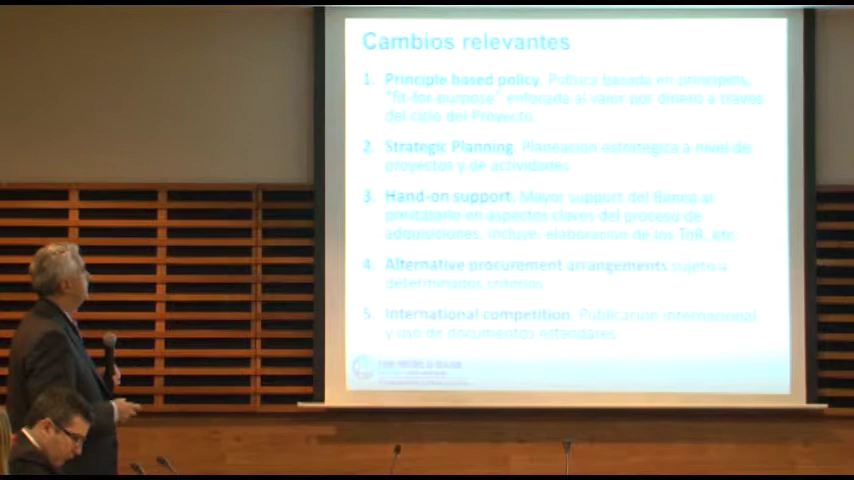 Cambios relevantes
1. Principle based policy. Política basada en principios,
"fit-for-purpose" enfocada al valor por dinero a través
del ciclo del Proyecto.
2. Strategic Planning. Planeación estratégica a nivel de
proyectos y de actividades
3. Hand-on support. Mayor support del Banco al
prestatario en aspectos claves del proceso de
adquisiciones, incluye, elaboración de los ToR, etc
4. Alternative procurement arrangements sujeto a
determinados criterios
5. International competition. Publicación internacional
y uso de documentos estándares.
THE WORLD BANK